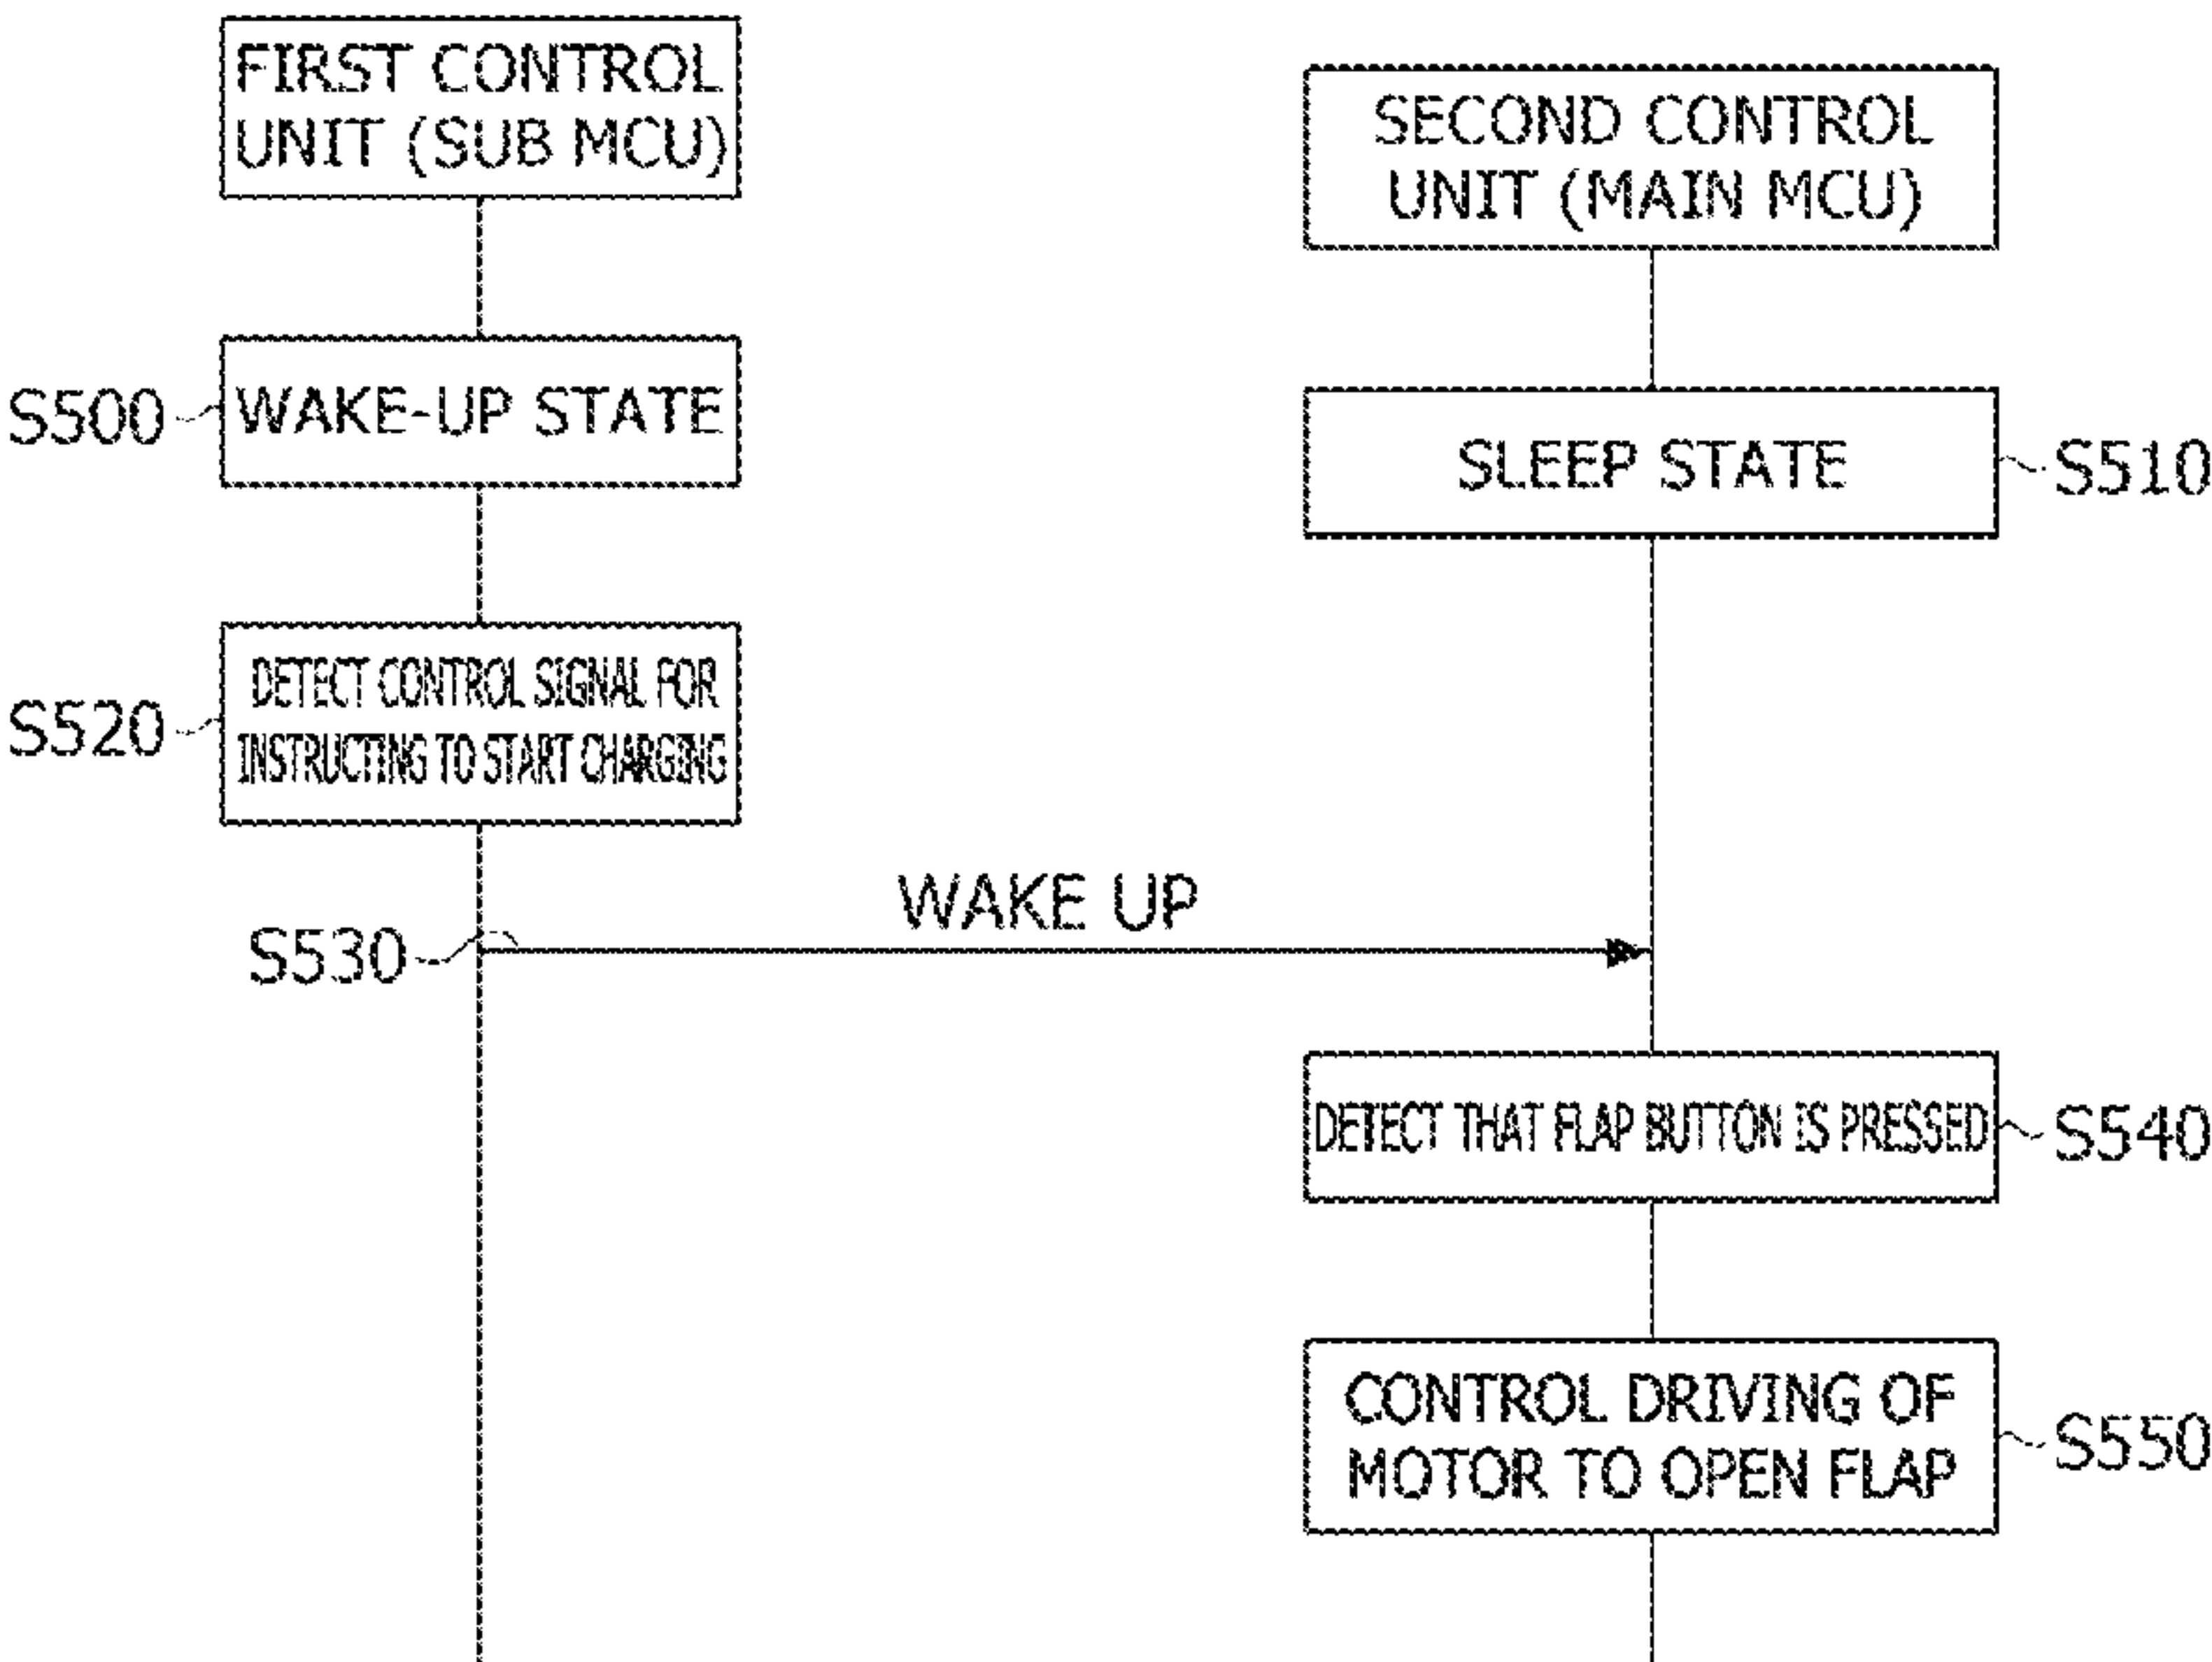 FIRST CONTROL
UNIT (SUB MCU)
SECOND CONTROL
UNIT (MAIN MCU)
S500
WAKE-UP STATE
SLEEP STATE
S510
S520
DETECT CONTROL SIGNAL FOR
INSTRUCTING TO START CHARGING
WAKE UP
S530
DETECT THAT FLAP BUTTON IS PRESSED
S540
CONTROL DRIVING OF
MOTOR TO OPEN FLAP
S550